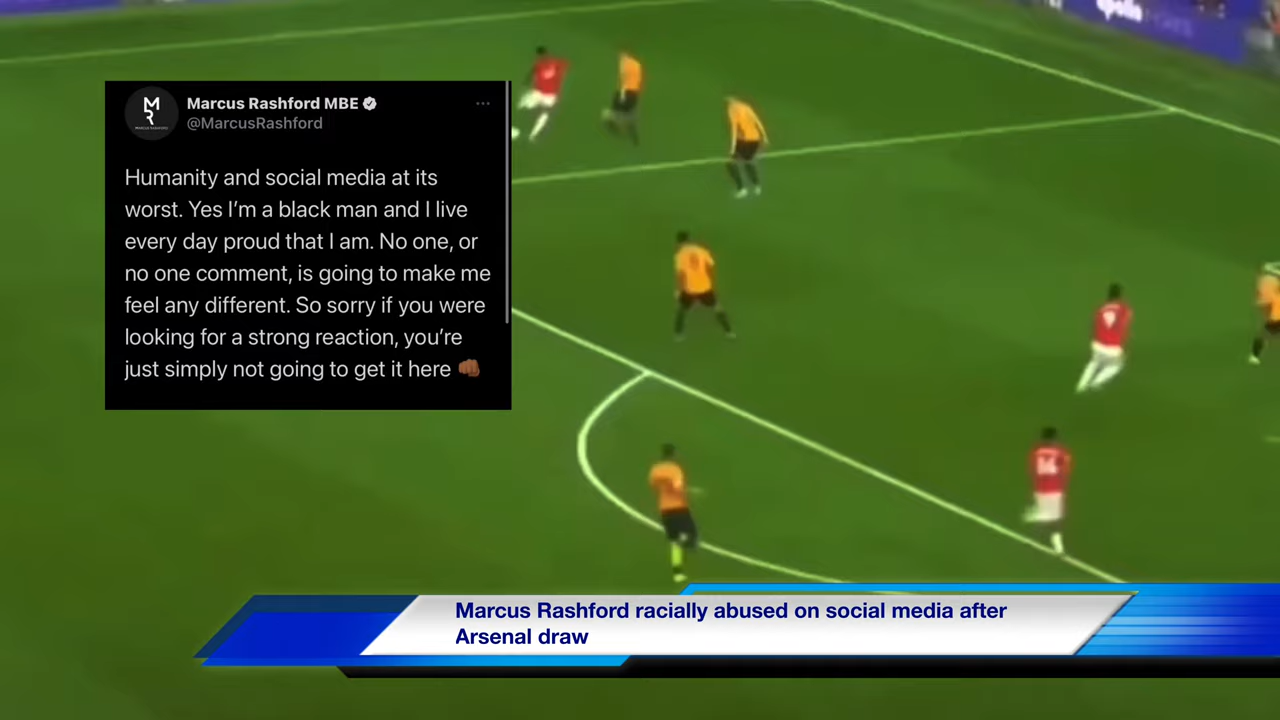 Marcus Rashford MBE
@MarcusRashford
Humanity and social media at its
worst. Yes I’m a black man and I live
every day proud that I am. No one, or
no one comment, is going to make me
feel any different. So sorry if you were
looking for a strong reaction, you’re
just simply not going to get it here 👊🏾
Marcus Rashford racially abused on social media after
Arsenal draw